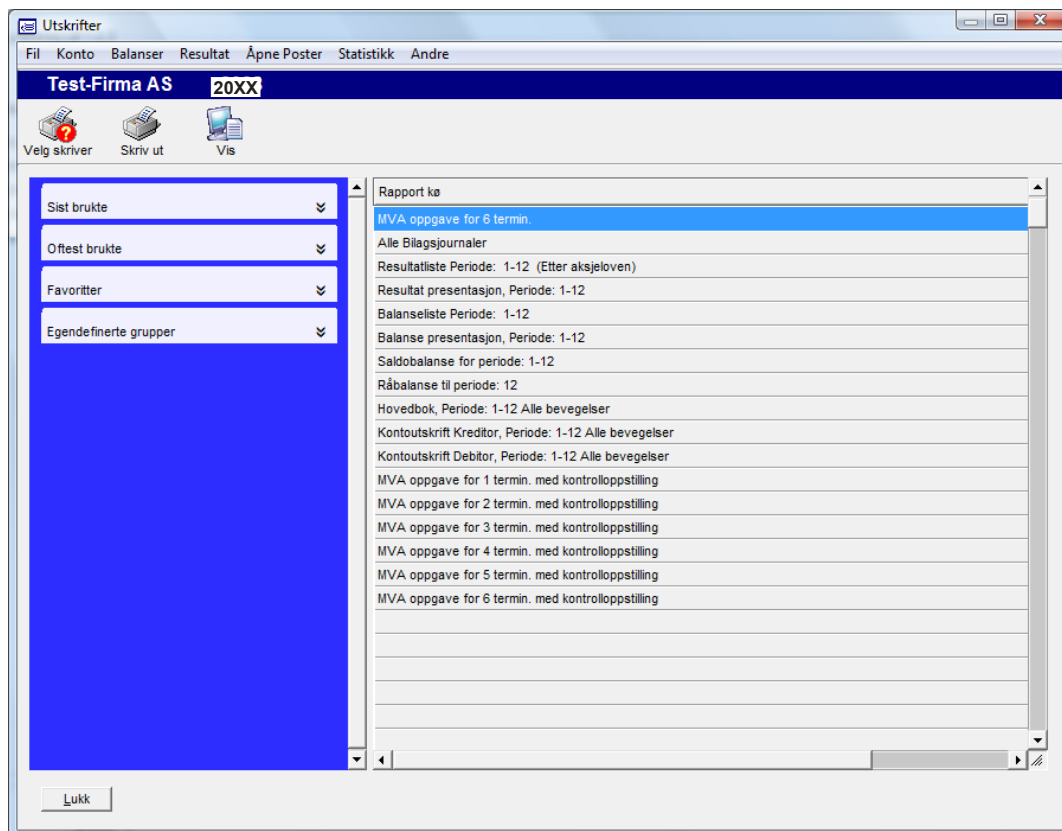 Utskrifter
Fil Konto Balanser Resultat Åpne Poster Statistikk Andre
Test-Firma AS 20XX
Velg skriver Skriv ut Vis
Sist brukte
Oftest brukte
Favoritter
Egendefinerte grupper
Rapport kø
MVA oppgave for 6 termin.
Alle Bilagsjournaler
Resultatliste Periode: 1-12 (Etter aksjeloven)
Resultat presentasjon, Periode: 1-12
Balanseliste Periode: 1-12
Balanse presentasjon, Periode: 1-12
Saldobalanse for periode: 1-12
Råbalanse til periode: 12
Hovedbok, Periode: 1-12 Alle bevegelser
Kontoutskrift Kreditor, Periode: 1-12 Alle bevegelser
Kontoutskrift Debitor, Periode: 1-12 Alle bevegelser
MVA oppgave for 1 termin. med kontrolloppstilling
MVA oppgave for 2 termin. med kontrolloppstilling
MVA oppgave for 3 termin. med kontrolloppstilling
MVA oppgave for 4 termin. med kontrolloppstilling
MVA oppgave for 5 termin. med kontrolloppstilling
MVA oppgave for 6 termin. med kontrolloppstilling
Lukk